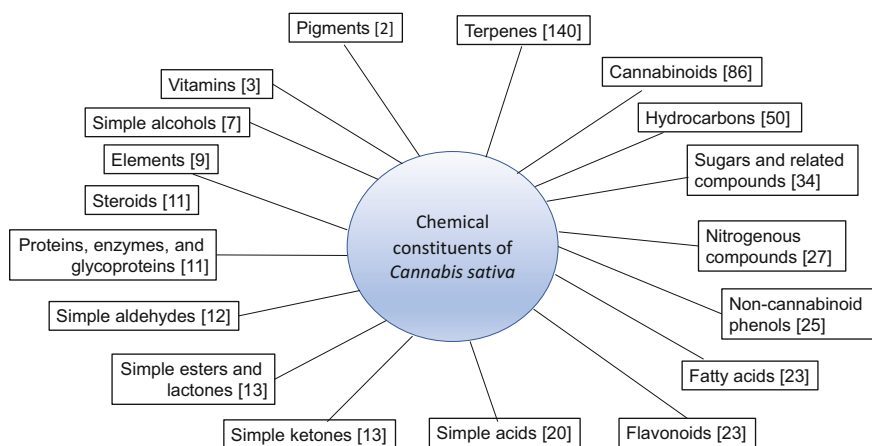 Pigments [2]
Terpenes [140]
Cannabinoids [86]
Vitamins [3]
Hydrocarbons [50]
Simple alcohols [7]
Sugars and related
compounds [34]
Elements [9]
Steroids [11]
Chemical
constituents of
Cannabis sativa
Nitrogenous
compounds [27]
Proteins, enzymes, and
glycoproteins [11]
Non-cannabinoid
phenols [25]
Simple aldehydes [12]
Simple esters and
lactones [13]
Fatty acids [23]
Simple ketones [13]
Simple acids [20]
Flavonoids [23]